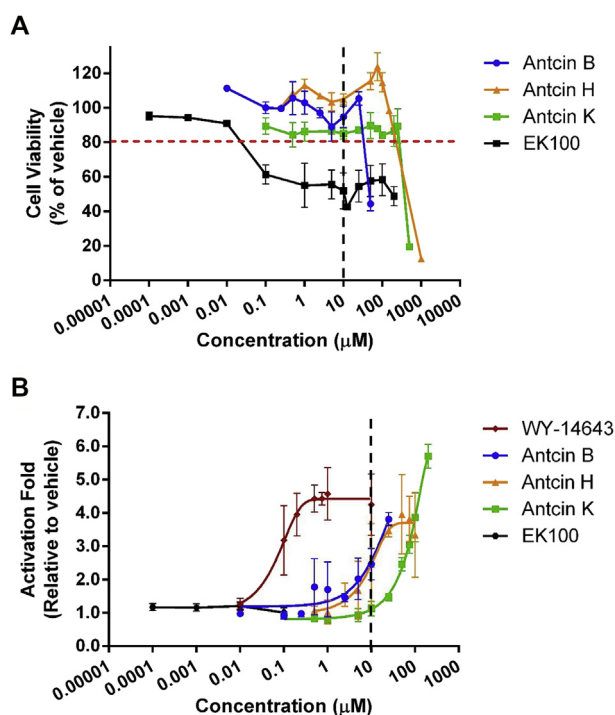 A
Cell Viability
(% of vehicle)
120
100
80
60
40
20
0
0.00001
0.0001
0.001
0.01
0.1
1
10
100
1000
10000
Concentration (μM)
Antcin B
Antcin H
Antcin K
EK100
B
Activation Fold
(Relative to vehicle)
7.0
6.0
5.0
4.0
3.0
2.0
1.0
0.0
0.00001
0.0001
0.001
0.01
0.1
1
10
100
1000
Concentration (μM)
WY-14643
Antcin B
Antcin H
Antcin K
EK100